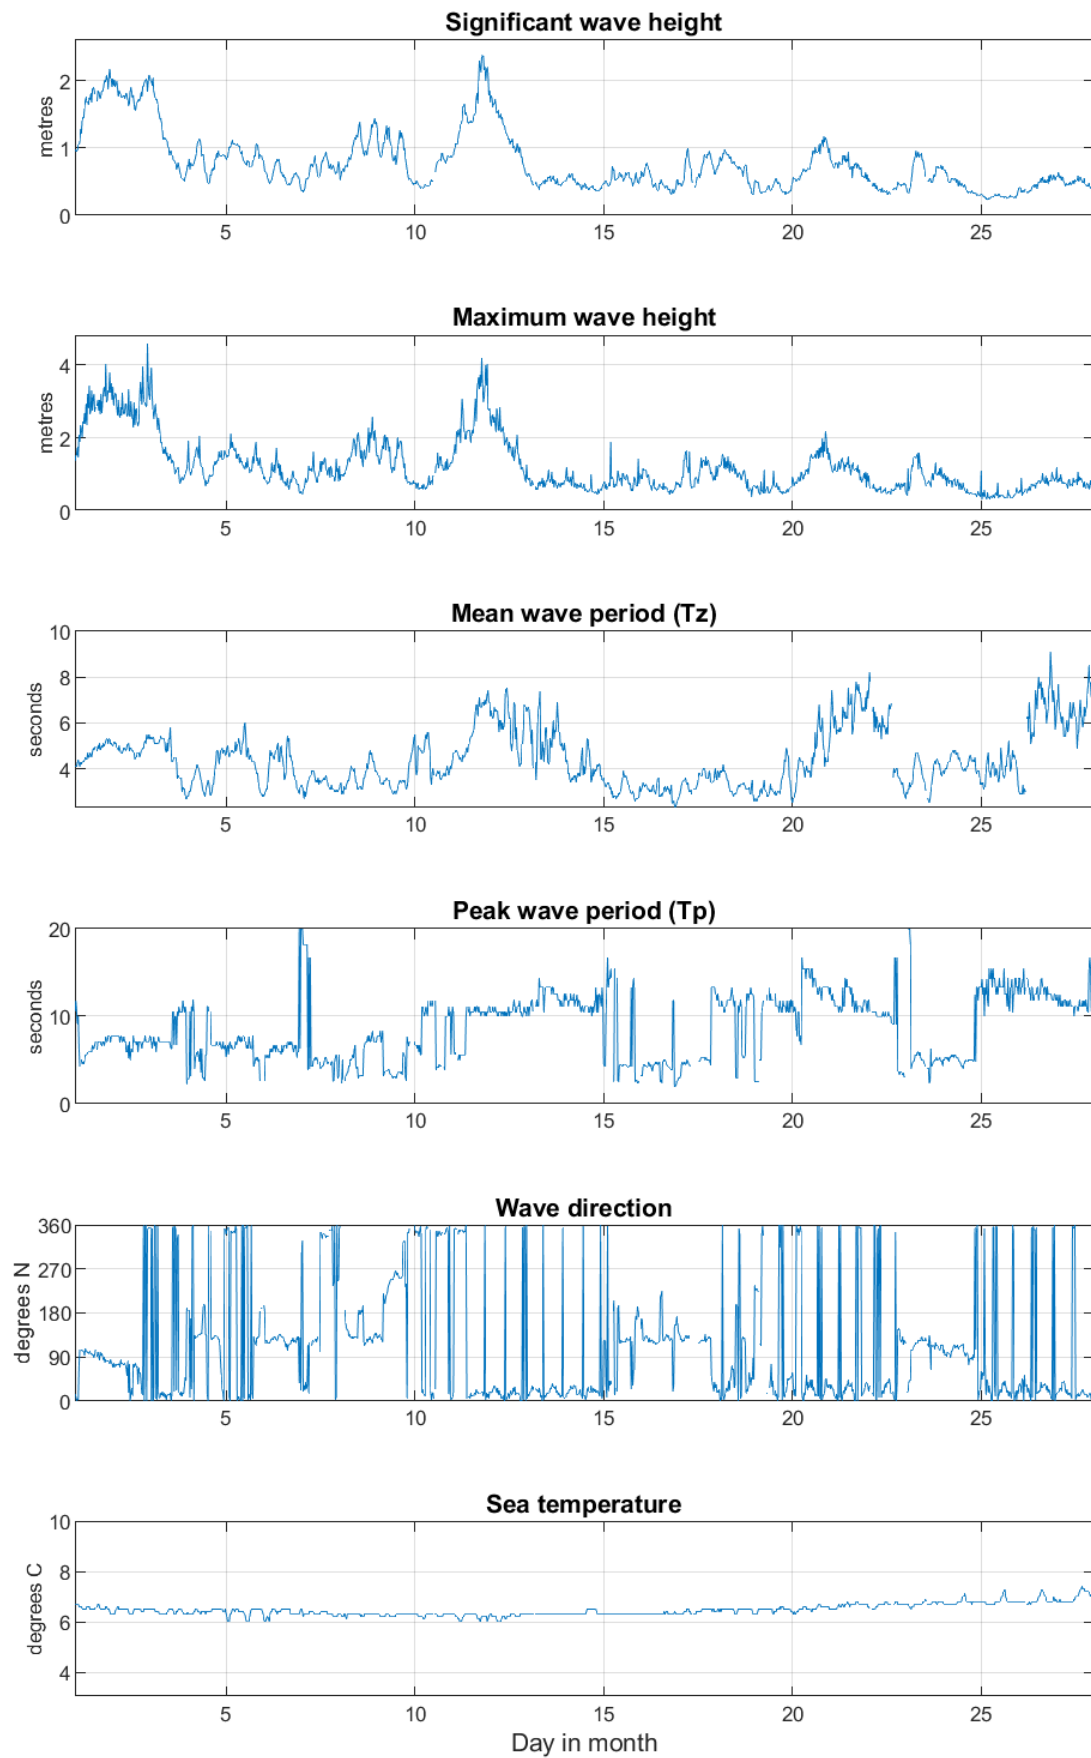 Significant wave height
metres
2
1
0
5 10 15 20 25
Maximum wave height
metres
4
2
0
5 10 15 20 25
Mean wave period (Tz)
seconds
10
8
6
4
5 10 15 20 25
Peak wave period (Tp)
seconds
20
10
0
5 10 15 20 25
Wave direction
degrees N
360
270
180
90
0
5 10 15 20 25
Sea temperature
degrees C
10
8
6
4
5 10 15 20 25
Day in month